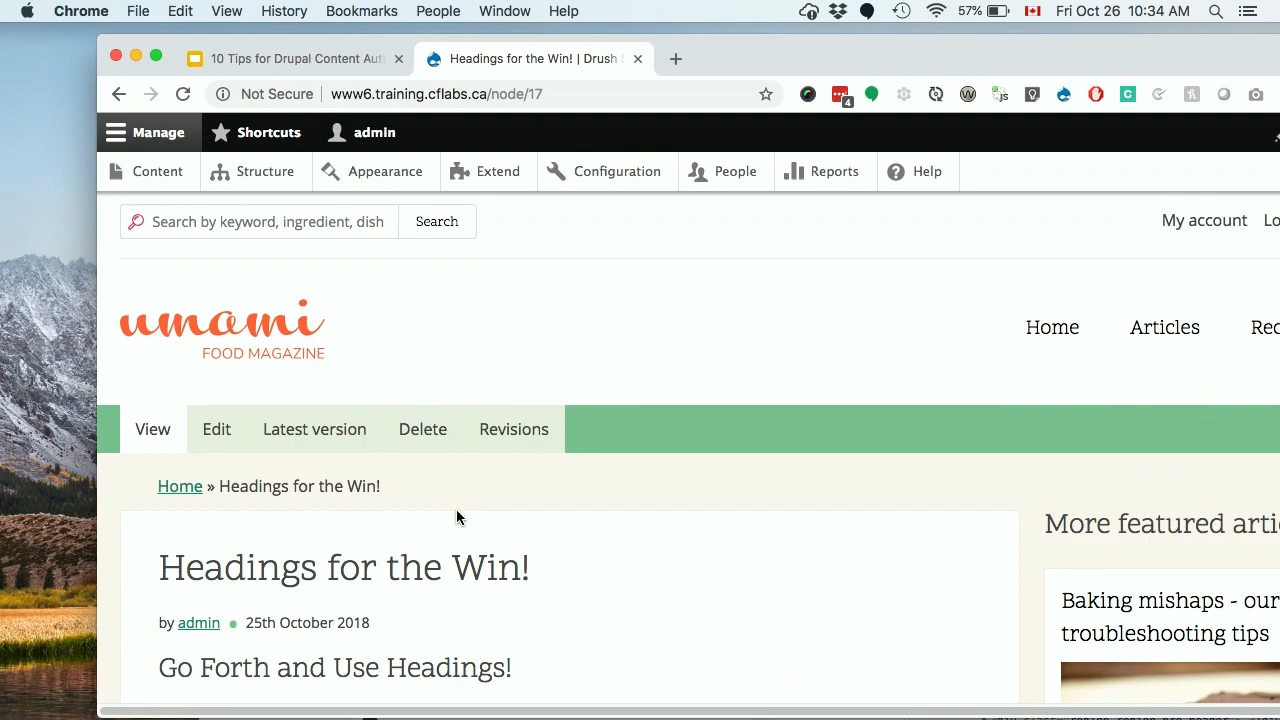 Chrome File Edit View History Bookmarks People Window Help 57% Fri Oct 26 10:34 AM
10 Tips for Drupal Content Aut Headings for the Win! | Drush
Not Secure www6.training.cflabs.ca/node/17 4
Manage Shortcuts admin
Content Structure Appearance Extend Configuration People Reports Help
Search by keyword, ingredient, dish Search My account Lo
umami
FOOD MAGAZINE
Home Articles Rec
View Edit Latest version Delete Revisions
Home » Headings for the Win!
More featured arti
Headings for the Win!
Baking mishaps - our
troubleshooting tips
by admin 25th October 2018
Go Forth and Use Headings!